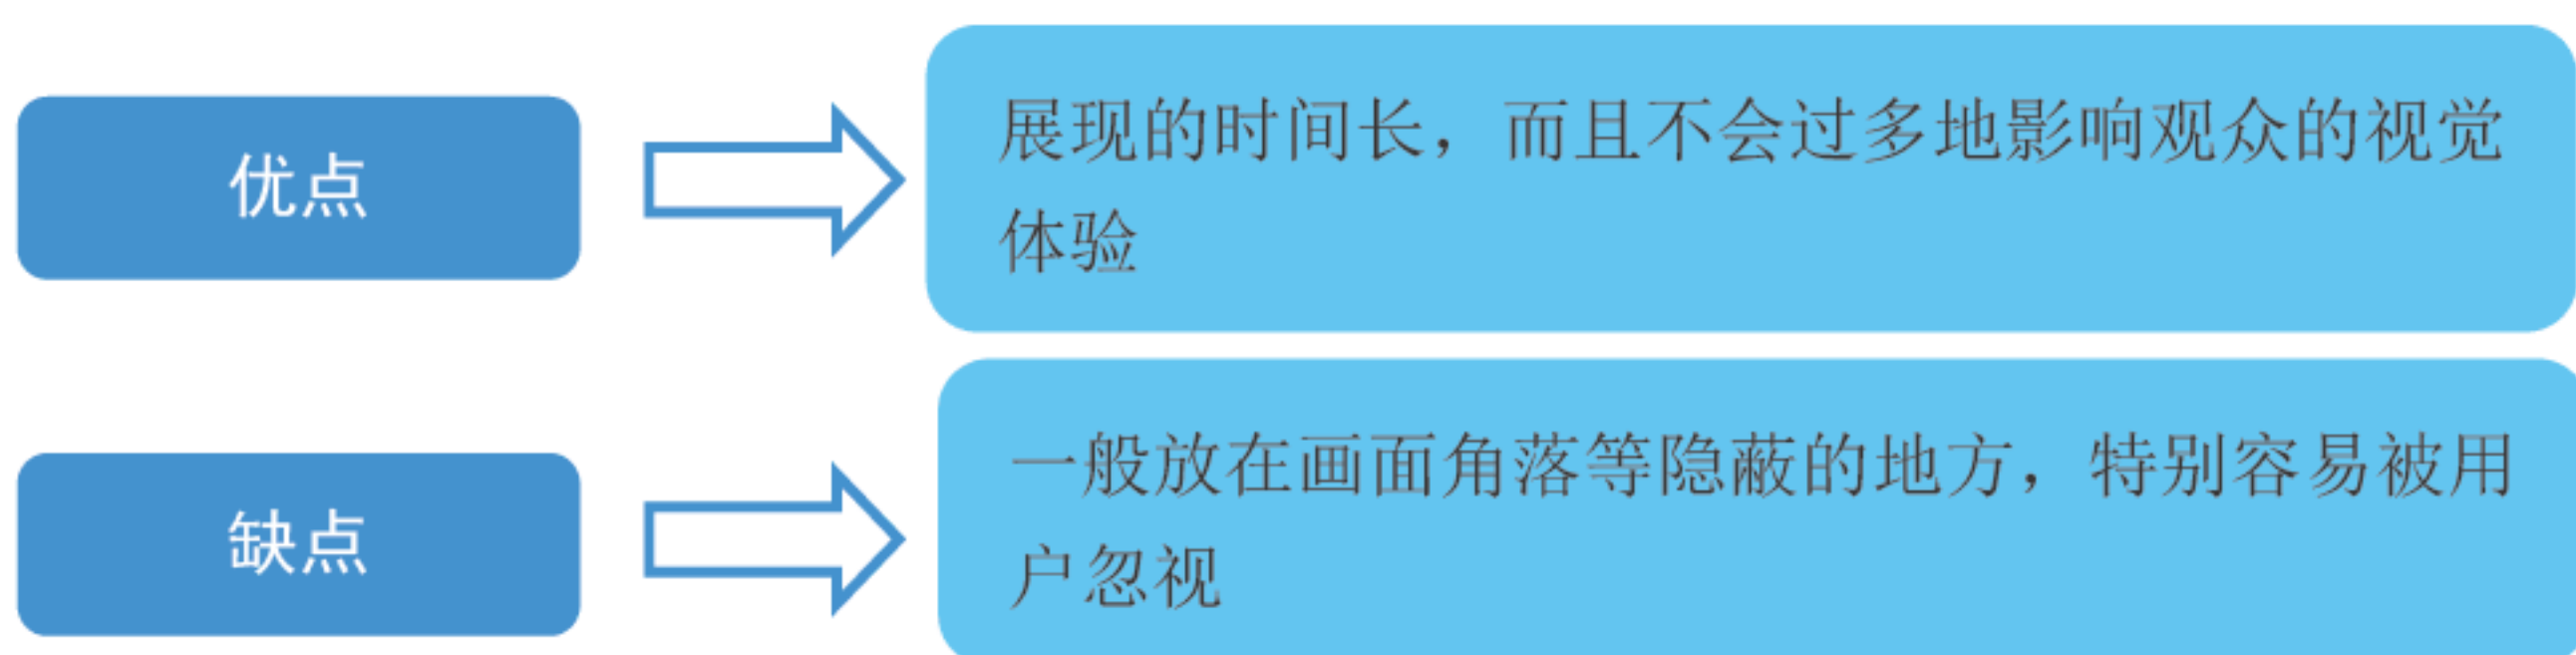 优点
展现的时间长，而且不会过多地影响观众的视觉
体验
缺点
一般放在画面角落等隐蔽的地方，特别容易被用
户忽视